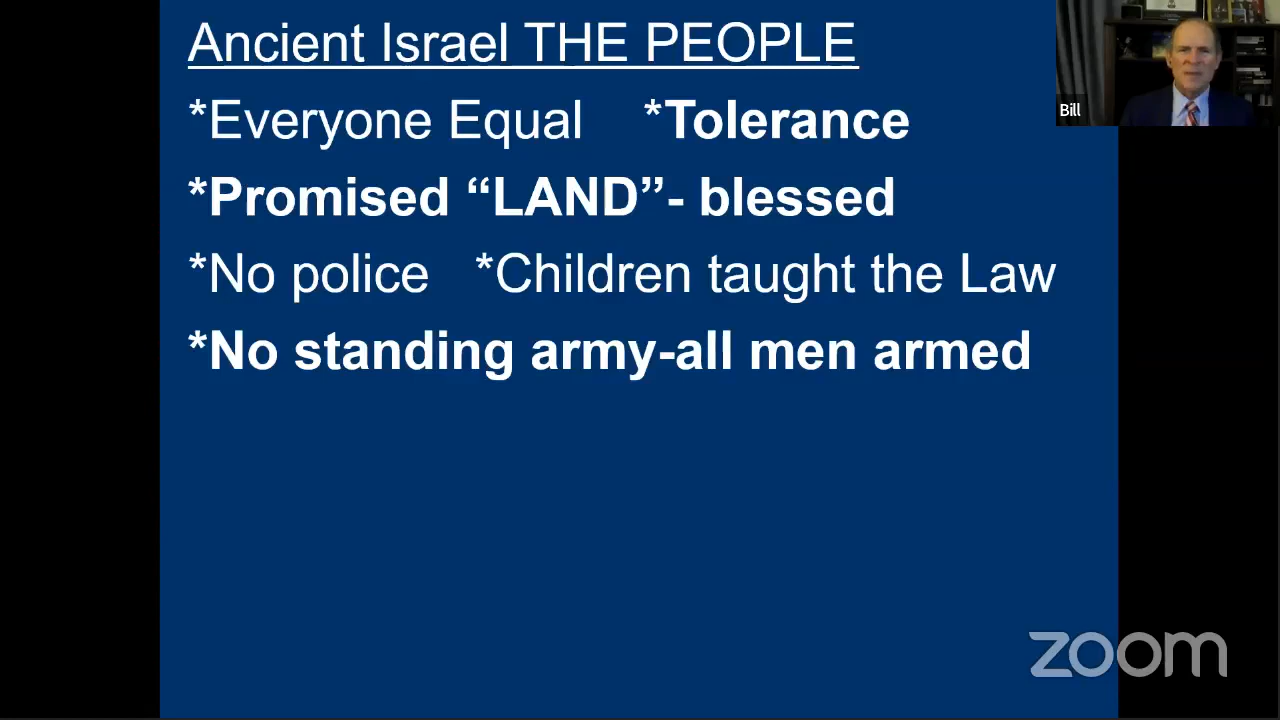 Ancient Israel THE PEOPLE
*Everyone Equal *Tolerance
*Promised “LAND”- blessed
*No police *Children taught the Law
*No standing army-all men armed
Bill
zoom